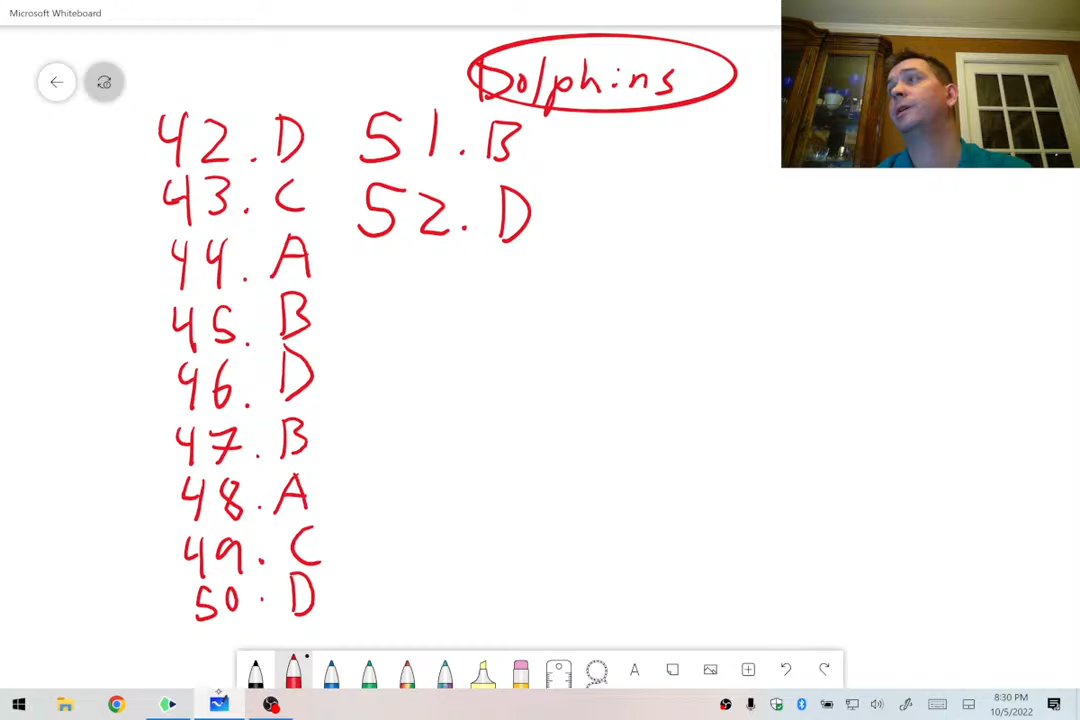 Microsoft Whiteboard
Dolphins
42. D
43. C
44. A
45. B
46. D
47. B
48. A
49. C
50. D
51. B
52. D
A
8:30 PM
10/5/2022